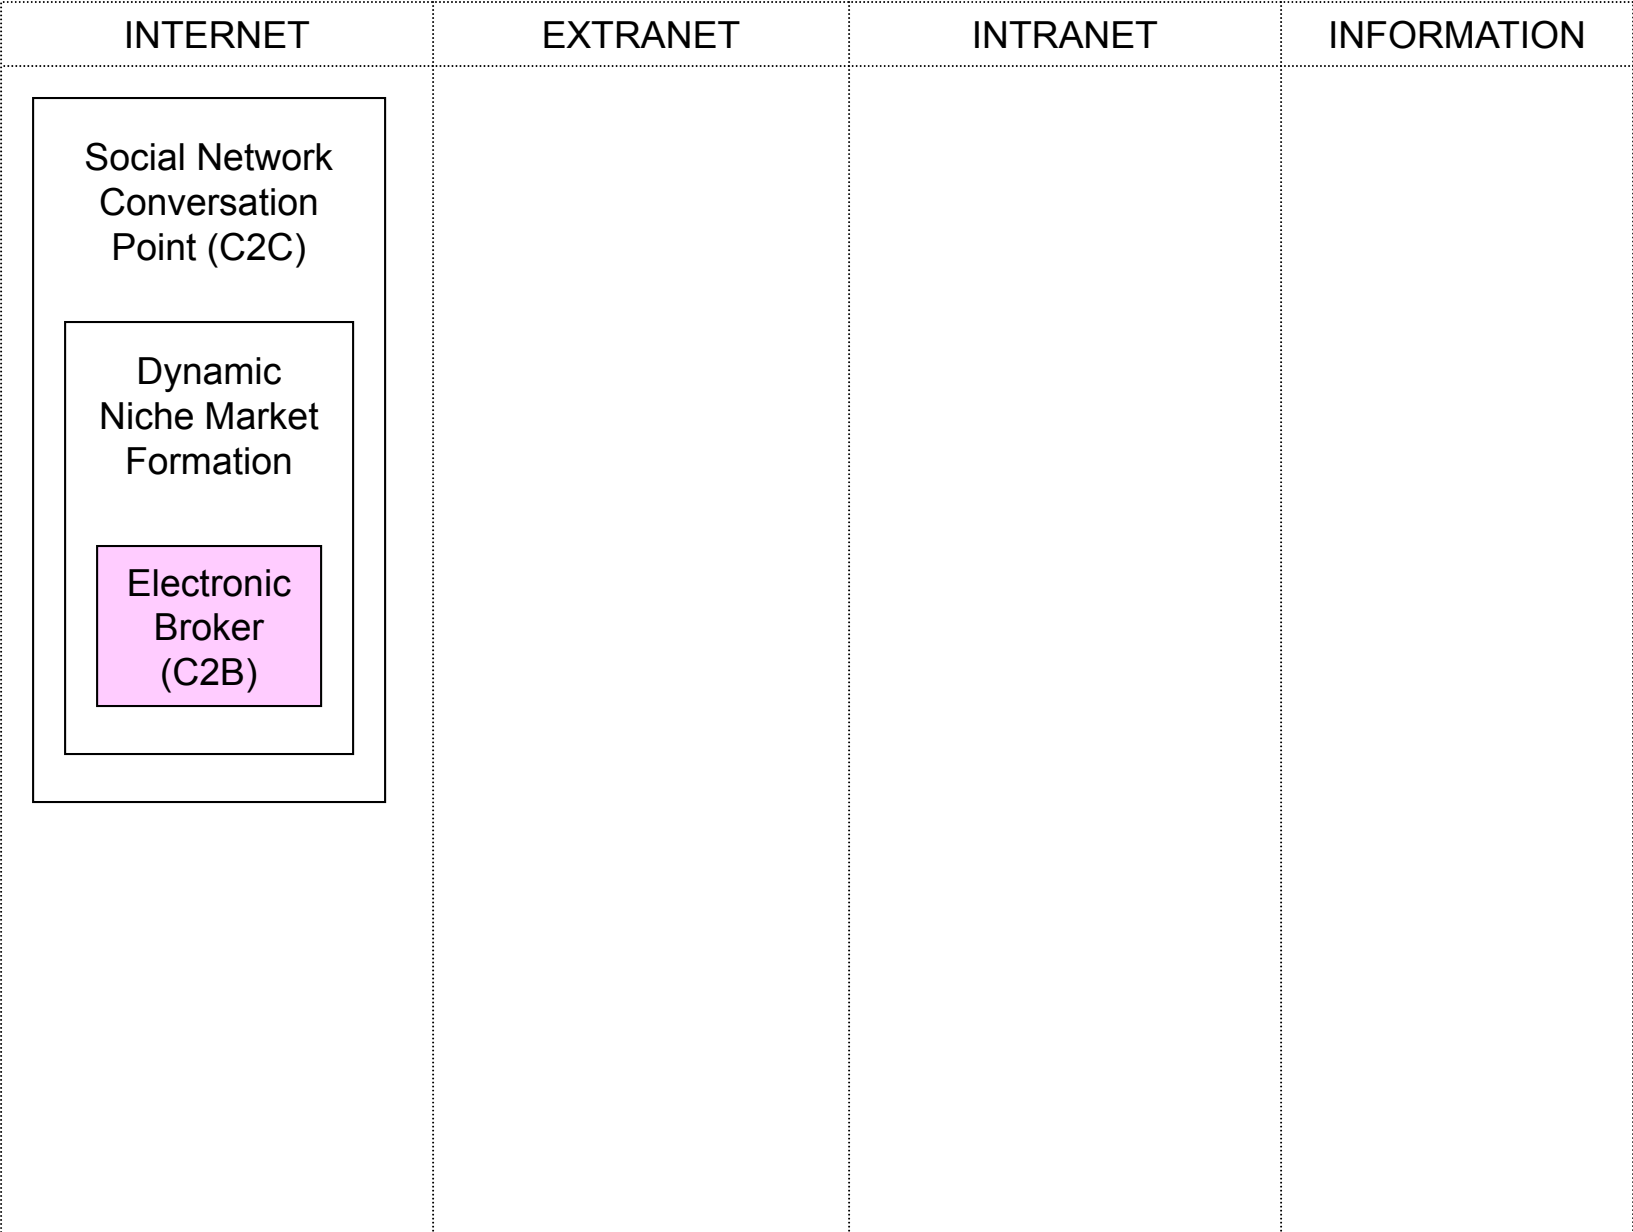 INTERNET EXTRANET INTRANET INFORMATION
Social Network
Conversation
Point (C2C)
Dynamic
Niche Market
Formation
Electronic
Broker
(C2B)